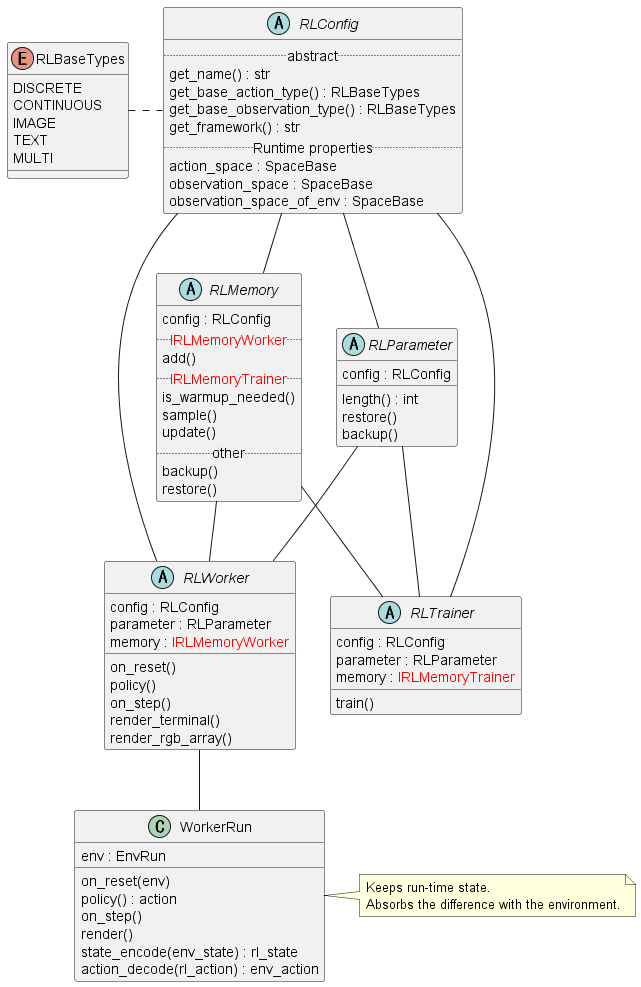 A RLConfig
abstract
get_name() : str
get_base_action_type() : RLBaseTypes
get_base_observation_type() : RLBaseTypes
get_framework() : str
Runtime properties
action_space : SpaceBase
observation_space : SpaceBase
observation_space_of_env : SpaceBase
E RLBaseTypes
DISCRETE
CONTINUOUS
IMAGE
TEXT
MULTI
A RLMemory
config : RLConfig
IRLMemoryWorker
add()
IRLMemoryTrainer
is_warmup_needed()
sample()
update()
other
backup()
restore()
A RLParameter
config : RLConfig
length() : int
restore()
backup()
A RLWorker
config : RLConfig
parameter : RLParameter
memory : IRLMemoryWorker
on_reset()
policy()
on_step()
render_terminal()
render_rgb_array()
A RLTrainer
config : RLConfig
parameter : RLParameter
memory : IRLMemoryTrainer
train()
C WorkerRun
env : EnvRun
on_reset(env)
policy() : action
on_step()
render()
state_encode(env_state) : rl_state
action_decode(rl_action) : env_action
Keeps run-time state.
Absorbs the difference with the environment.